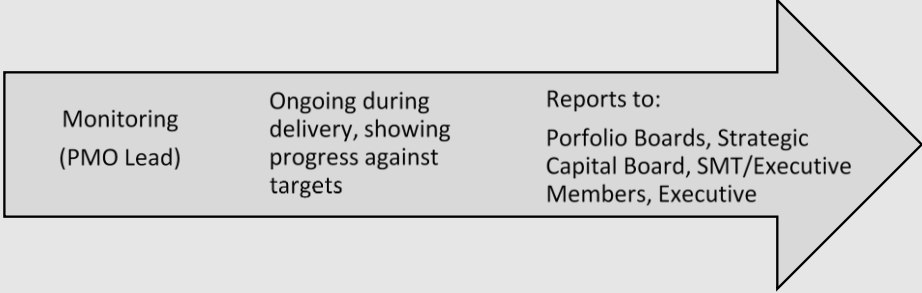 Monitoring
(PMO Lead)
Ongoing during
delivery, showing
progress against
targets
Reports to:
Porfolio Boards, Strategic
Capital Board, SMT/Executive
Members, Executive